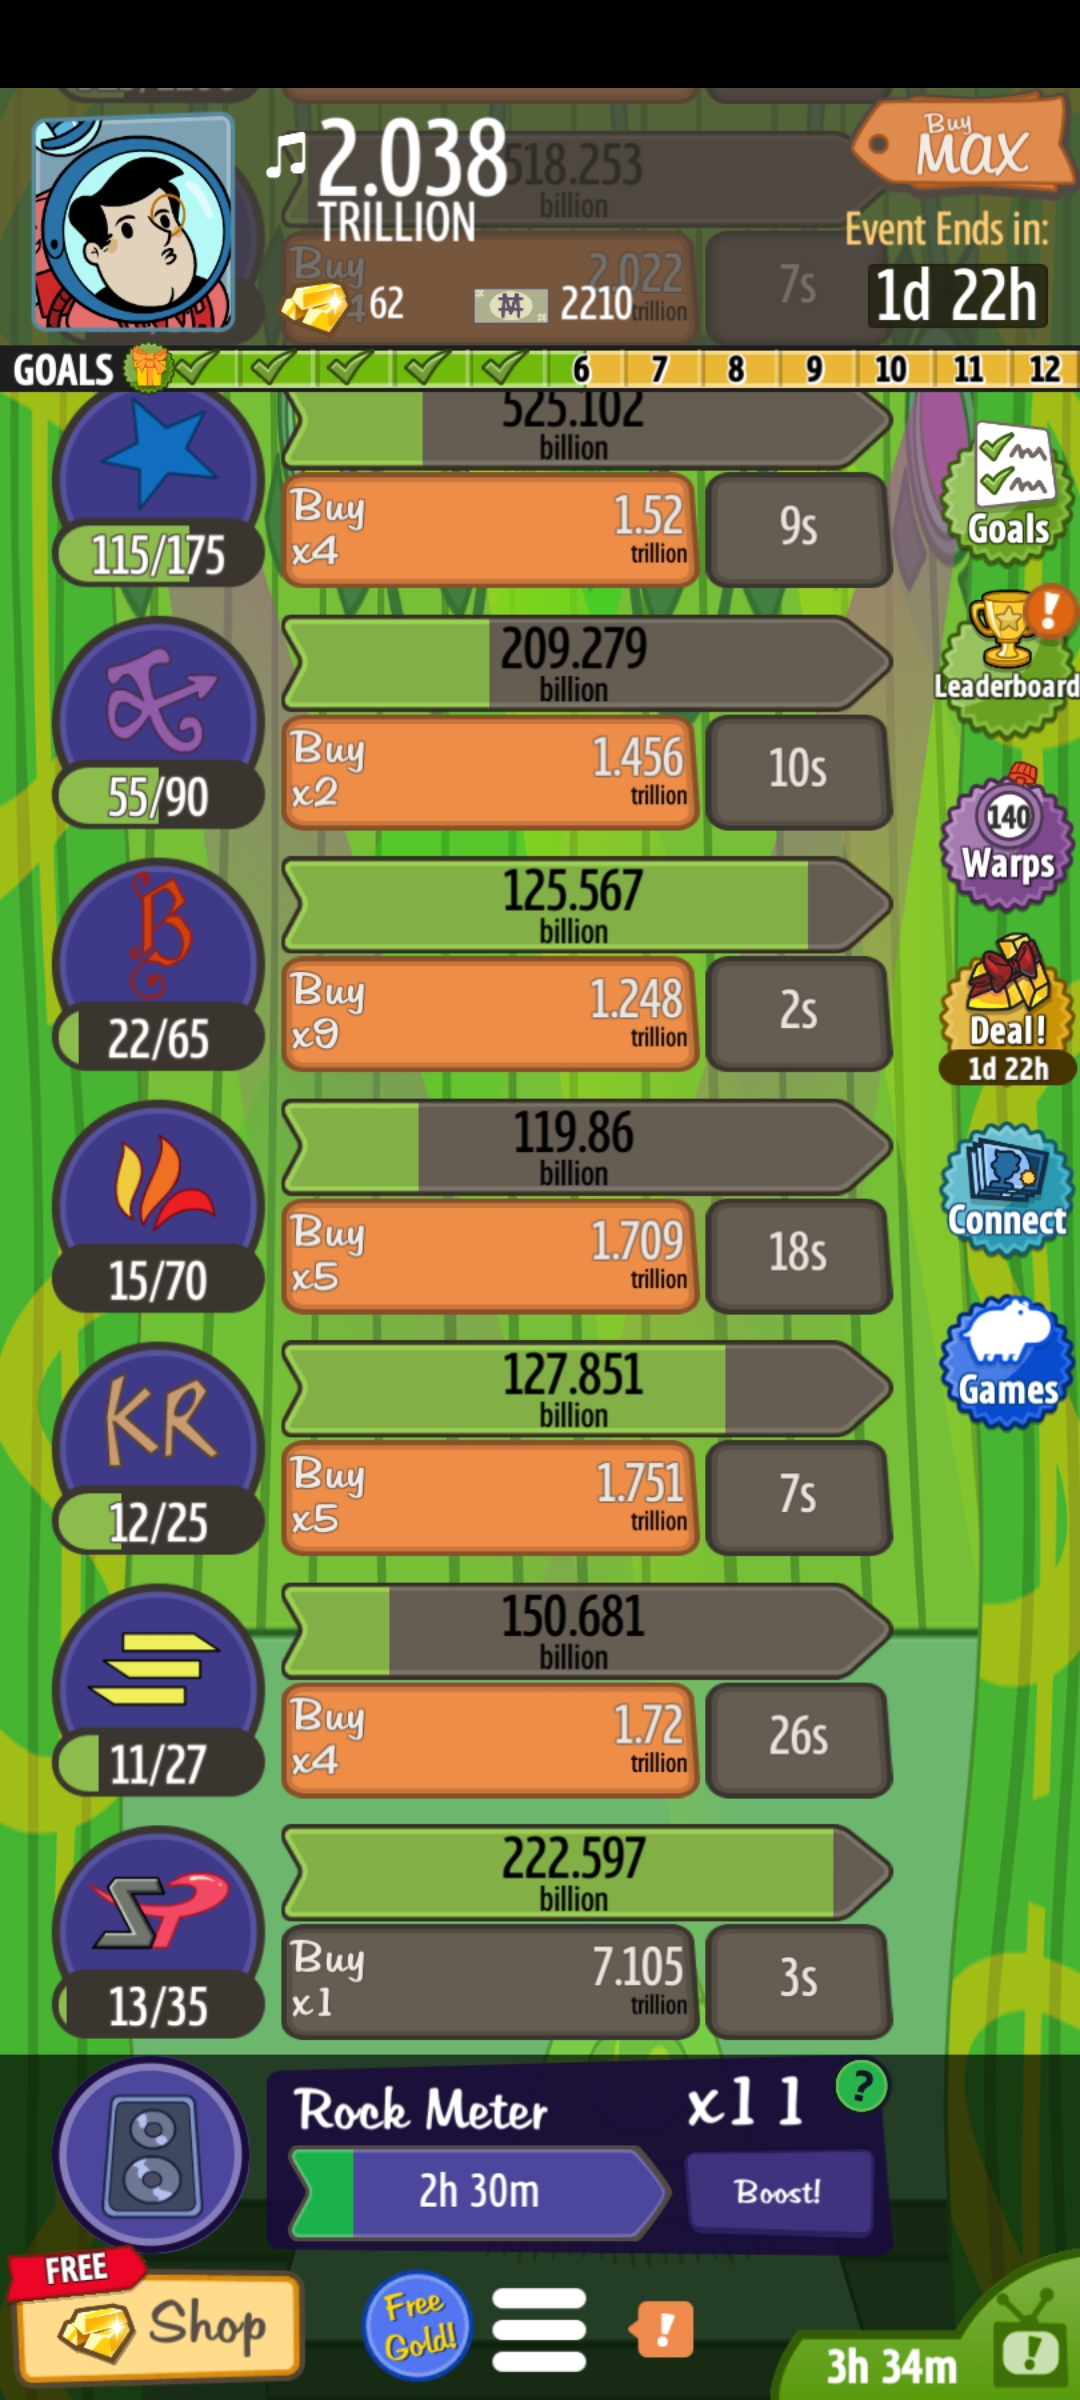 2.038
TRILLION
518.253
billion
Buy
MAX
Event Ends in:
1d 22h
Buy
2.022
trillion
7s
62
2210
GOALS
6 7 8 9 10 11 12
525.102
billion
115/175
Buy
x4
1.52
trillion
9s
Goals
209.279
billion
55/90
Buy
x2
1.456
trillion
10s
!
Leaderboard
125.567
billion
B
22/65
Buy
x9
1.248
trillion
2s
140
Warps
Deal!
1d 22h
119.86
billion
15/70
Buy
x5
1.709
trillion
18s
Connect
127.851
billion
KR
12/25
Buy
x5
1.751
trillion
7s
Games
150.681
billion
11/27
Buy
x4
1.72
trillion
26s
222.597
billion
SP
13/35
Buy
x1
7.105
trillion
3s
Rock Meter
x1 1
?
2h 30m
Boost!
FREE
Shop
Free
Gold!
!
3h 34m
!